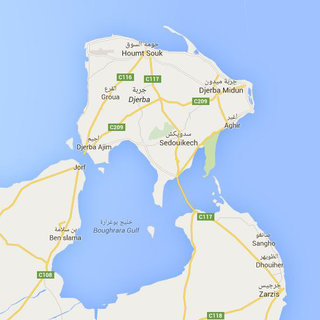 حومة السوق
Houmt Souk
C116
C117
القرع
Groua
جربة
Djerba
جربة ميدون
Djerba Midun
C209
أغير
Aghir
C209
أجيم
Djerba Ajim
سدويكش
Sedouikech
Jorf
بن سلامة
Ben slama
خليج بوغرارة
Boughrara Gulf
C117
صانغو
Sangho
الظويهر
Dhouiher
جرجيس
Zarzis
C108
C118